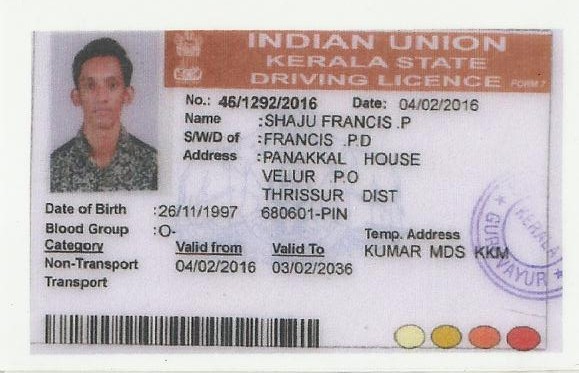 INDIAN UNION
KERALA STATE
DRIVING LICENCE FORM 7
No.: 46/1292/2016 Date: 04/02/2016
Name :SHAJU FRANCIS .P
S/W/D of :FRANCIS .P.D
Address :PANAKKAL HOUSE
VELUR .P.O
THRISSUR DIST
Date of Birth :26/11/1997 680601-PIN
Blood Group :O-
Temp. Address
Category Valid from Valid To KUMAR MDS KKM
Non-Transport 04/02/2016 03/02/2036
Transport
KERALA
GURUVAYUR